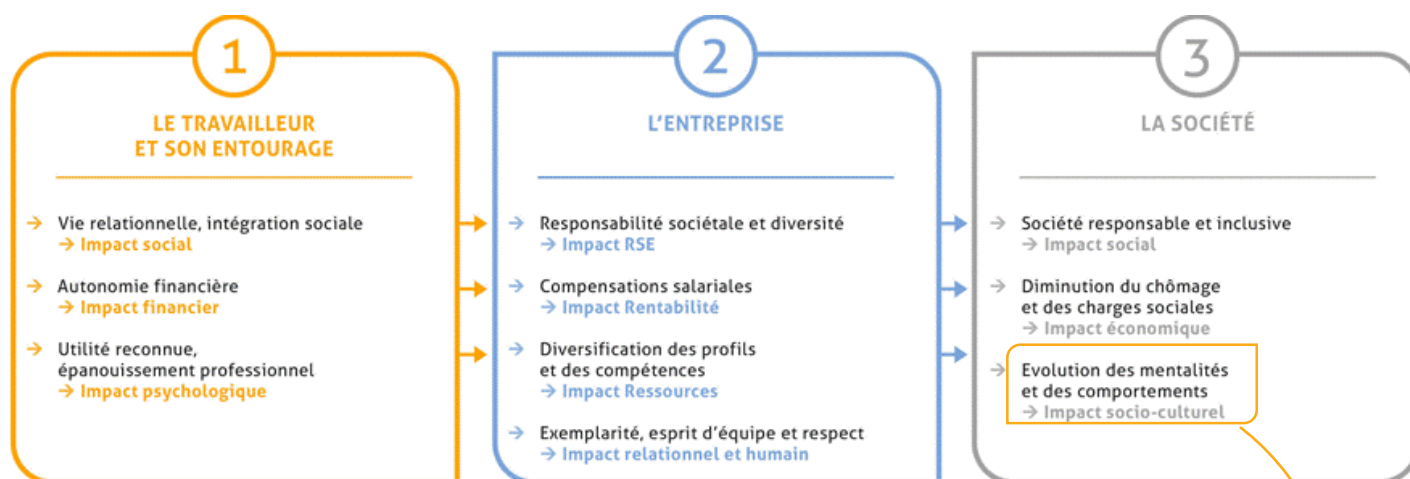 1
LE TRAVAILLEUR
ET SON ENTOURAGE
→ Vie relationnelle, intégration sociale
→ Impact social
→ Autonomie financière
→ Impact financier
→ Utilité reconnue,
épanouissement professionnel
→ Impact psychologique
2
L'ENTREPRISE
→ Responsabilité sociétale et diversité
→ Impact RSE
→ Compensations salariales
→ Impact Rentabilité
→ Diversification des profils
et des compétences
→ Impact Ressources
→ Exemplarité, esprit d'équipe et respect
→ Impact relationnel et humain
3
LA SOCIÉTÉ
→ Société responsable et inclusive
→ Impact social
→ Diminution du chômage
et des charges sociales
→ Impact économique
→ Evolution des mentalités
et des comportements
→ Impact socio-culturel